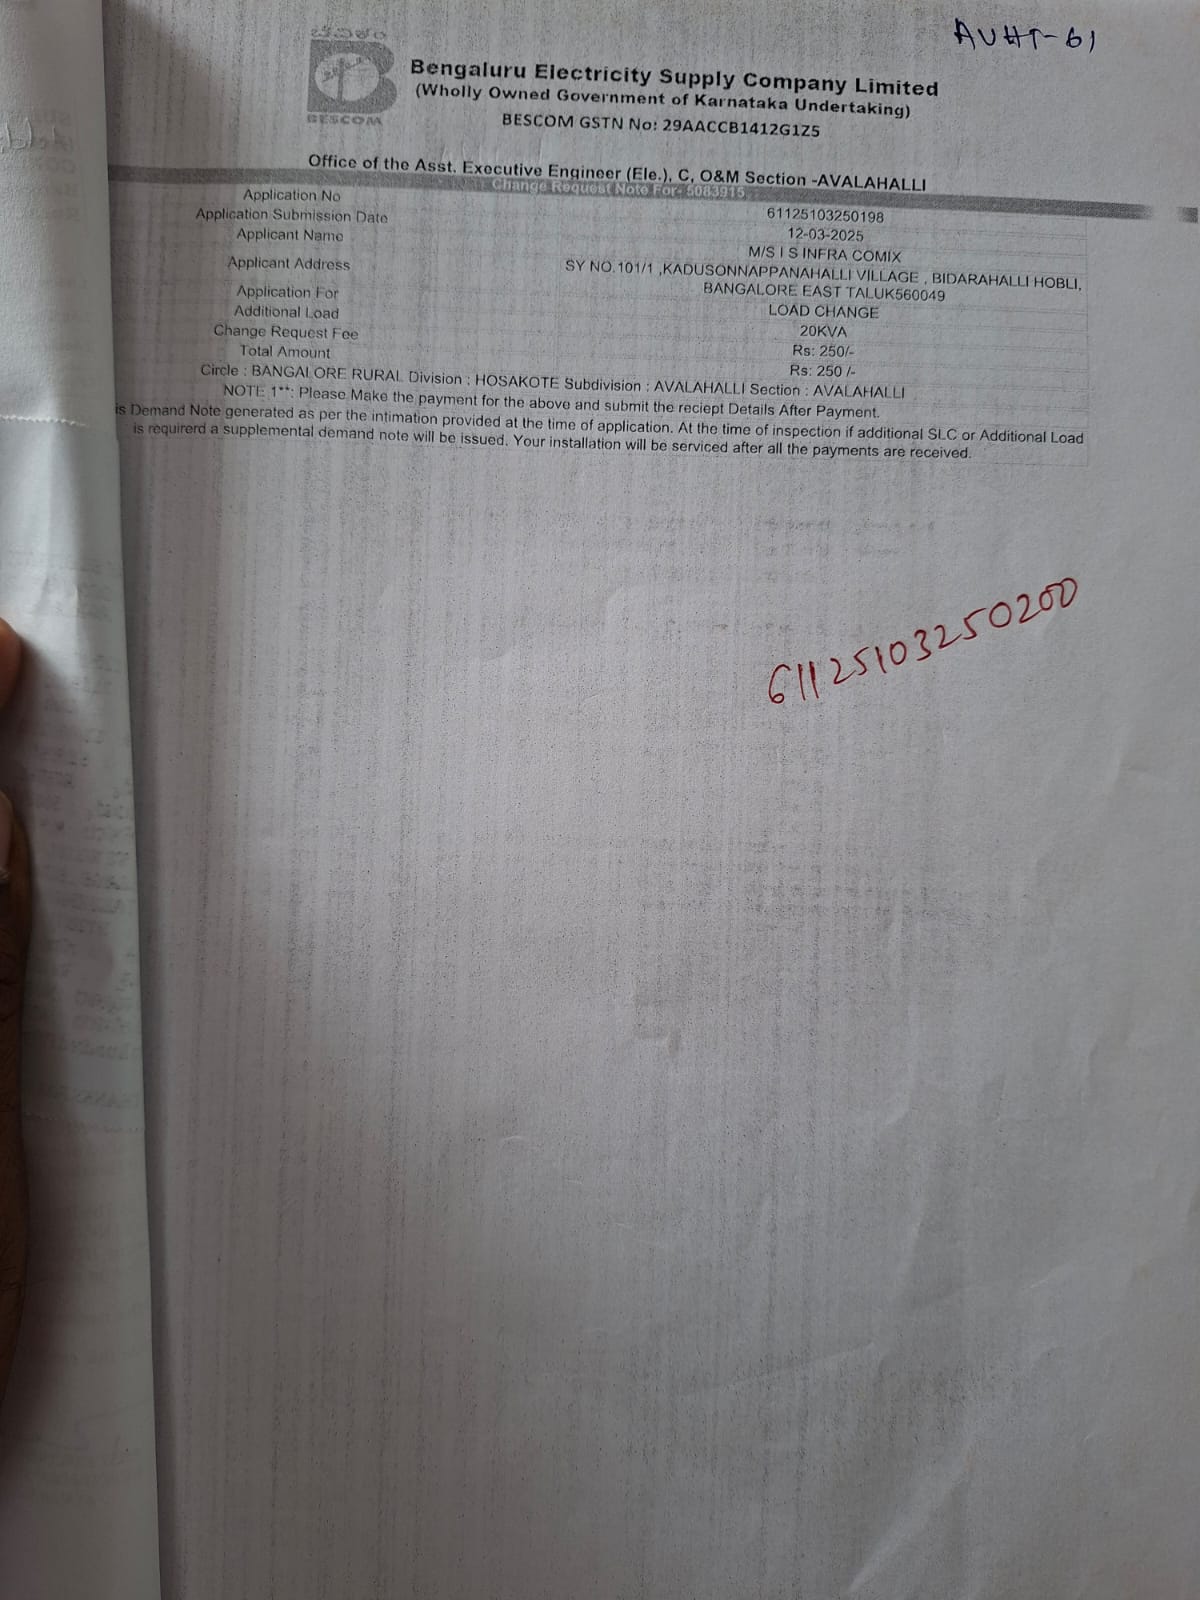 AVHT-61
ಬೆವಿಕಂ
BESCOM
Bengaluru Electricity Supply Company Limited
(Wholly Owned Government of Karnataka Undertaking)
BESCOM GSTN No: 29AACCB1412G1Z5
Office of the Asst. Executive Engineer (Ele.), C, O&M Section -AVALAHALLI
Change Request Note For- 5083915
Application No 61125103250198
Application Submission Date 12-03-2025
Applicant Name M/S I S INFRA COMIX
Applicant Address SY NO.101/1 ,KADUSONNAPPANAHALLI VILLAGE , BIDARAHALLI HOBLI,
BANGALORE EAST TALUK560049
Application For LOAD CHANGE
Additional Load 20KVA
Change Request Fee Rs: 250/-
Total Amount Rs: 250 /-
Circle : BANGALORE RURAL Division : HOSAKOTE Subdivision : AVALAHALLI Section : AVALAHALLI
NOTE 1**: Please Make the payment for the above and submit the reciept Details After Payment.
is Demand Note generated as per the intimation provided at the time of application. At the time of inspection if additional SLC or Additional Load
is requirerd a supplemental demand note will be issued. Your installation will be serviced after all the payments are received.
61125103250200